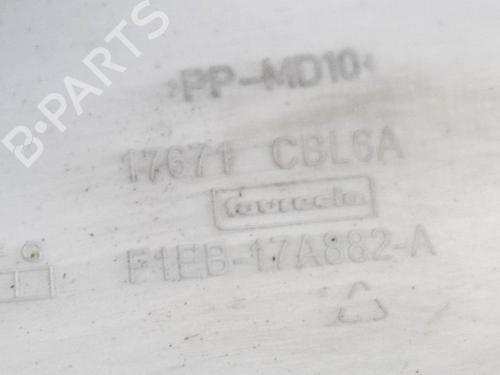 B-PARTS
>PP-MD10<
17671 CBL6A
faurecia
F1EB-17A882-A